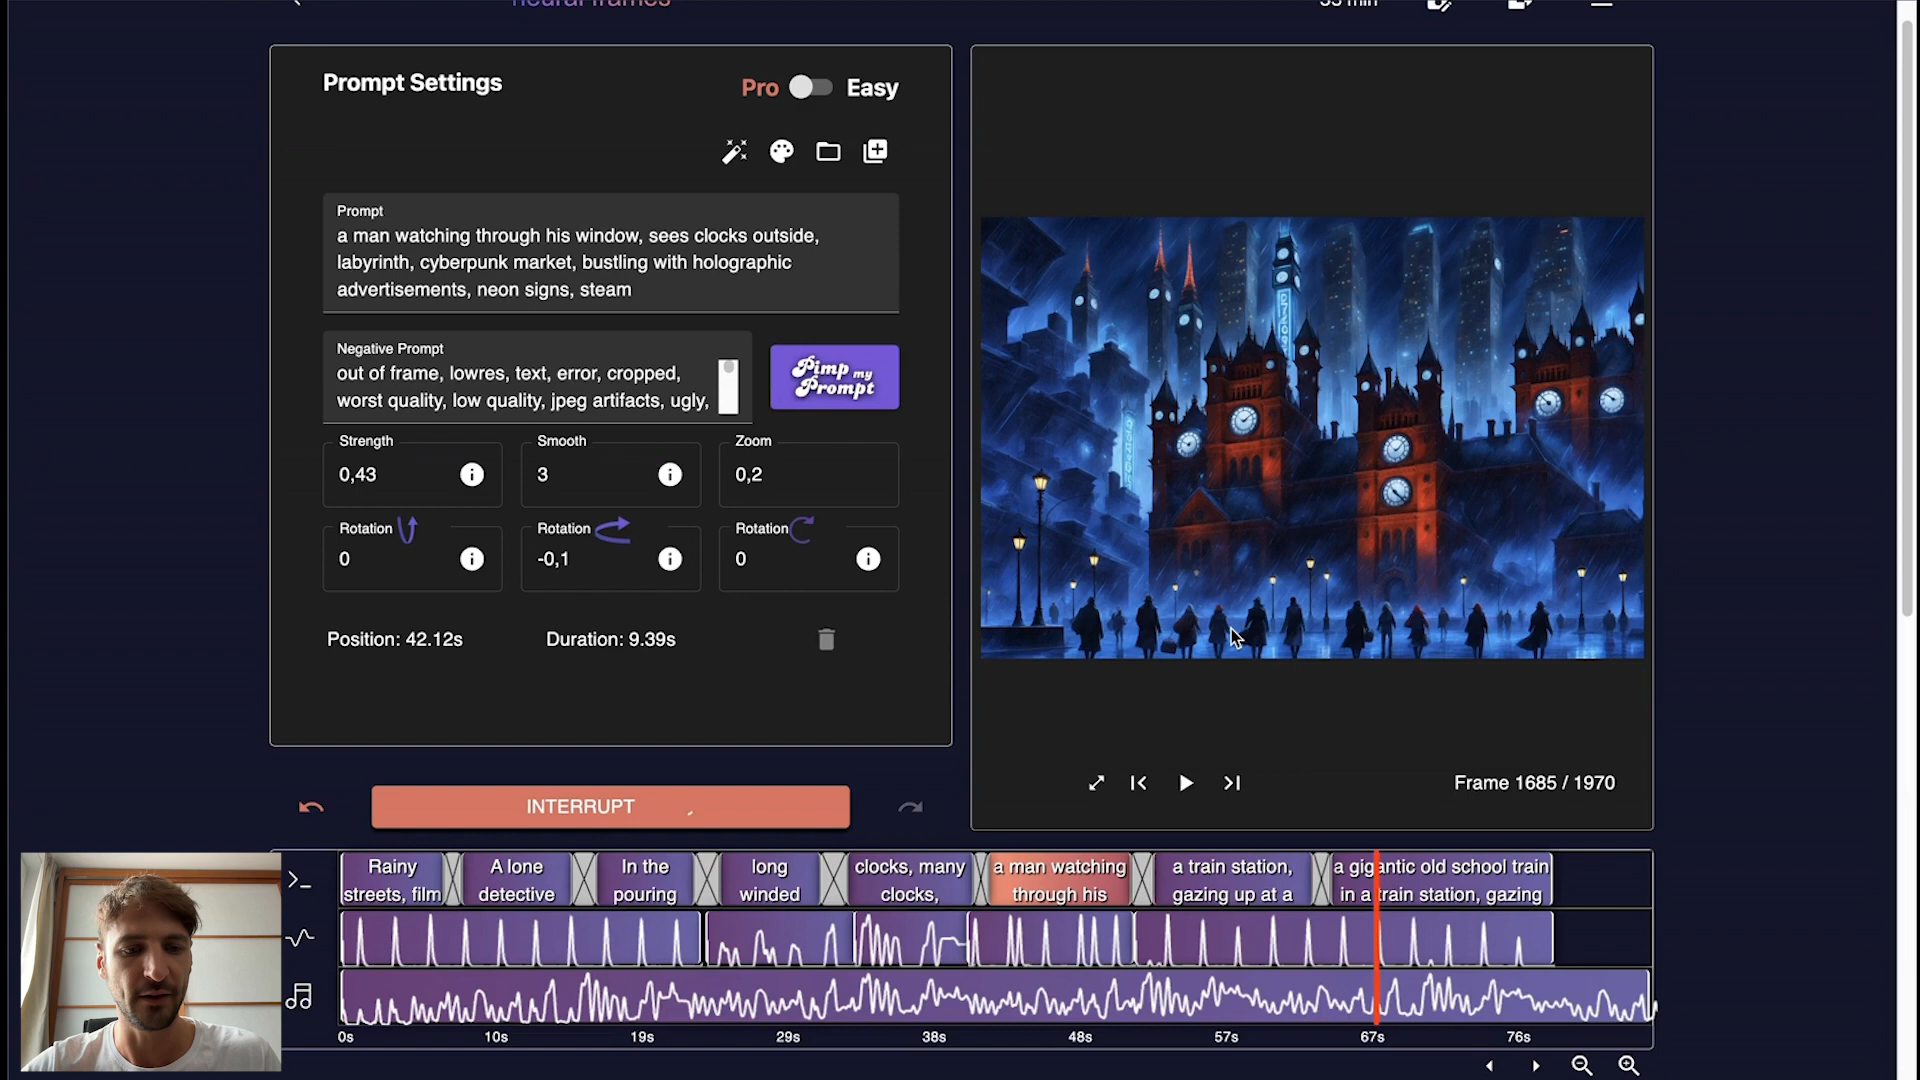 neural frames
33 min
Prompt Settings
Pro
Easy
Prompt
a man watching through his window, sees clocks outside,
labyrinth, cyberpunk market, bustling with holographic
advertisements, neon signs, steam
Negative Prompt
out of frame, lowres, text, error, cropped,
worst quality, low quality, jpeg artifacts, ugly,
Pimp my
Prompt
Strength
0,43
Smooth
3
Zoom
0,2
Rotation
0
Rotation
-0,1
Rotation
0
Position: 42.12s
Duration: 9.39s
INTERRUPT
Frame 1685 / 1970
Rainy
streets, film
A lone
detective
In the
pouring
long
winded
clocks, many
clocks,
a man watching
through his
a train station,
gazing up at a
a gigantic old school train
in a train station, gazing
0s
10s
19s
29s
38s
48s
57s
67s
76s